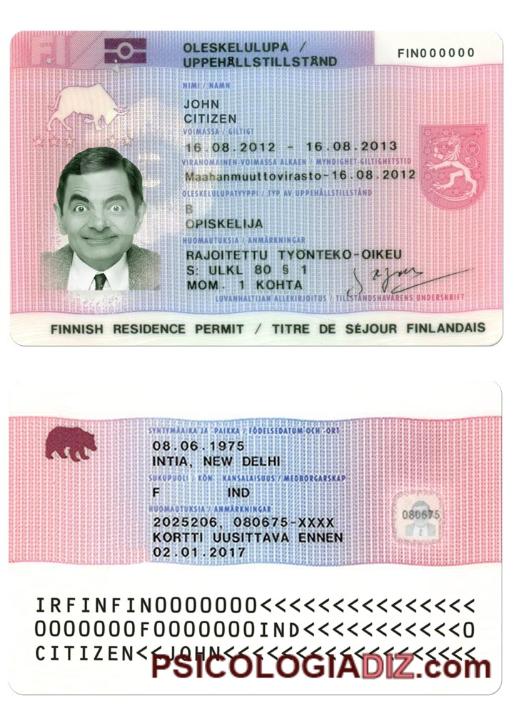 FI
OLESKELULUPA /
UPPEHÅLLSTILLSTÅND
FIN000000
NIMI / NAMN
JOHN
CITIZEN
VOIMASSA / GILTIGT
16.08.2012 - 16.08.2013
VIRANOMAINEN-VOIMASSA ALKAEN / MYNDIGHET-GILTIGHETSTID
Maahanmuuttovirasto-16.08.2012
OLESKELULUPATYYPPI / TYP AV UPPEHÅLLSTILLSTÅND
B
OPISKELIJA
HUOMAUTUKSIA / ANMÄRKNINGAR
RAJOITETTU TYÖNTEKO-OIKEU
S: ULKL 80 § 1
MOM. 1 KOHTA
LUVANHALTIJAN ALLEKIRJOITUS / TILLSTÅNDSHAVARENS UNDERSKRIFT
FINNISH RESIDENCE PERMIT / TITRE DE SÉJOUR FINLANDAIS
SYNTYMÄAIKA JA -PAIKKA / FÖDELSEDATUM OCH -ORT
08.06.1975
INTIA, NEW DELHI
SUKUPUOLI / KÖN KANSALAISUUS / MEDBORGARSKAP
F IND
HUOMAUTUKSIA / ANMÄRKNINGAR
2025206, 080675-XXXX
KORTTI UUSITTAVA ENNEN
02.01.2017
080675
IRFINFIN0000000<<<<<<<<<<<<<<<
0000000F0000000IND<<<<<<<<<<<0
CITIZEN<<JOHN<<<<<<<<<<<<<<<<<
PSICOLOGIADIZ.com